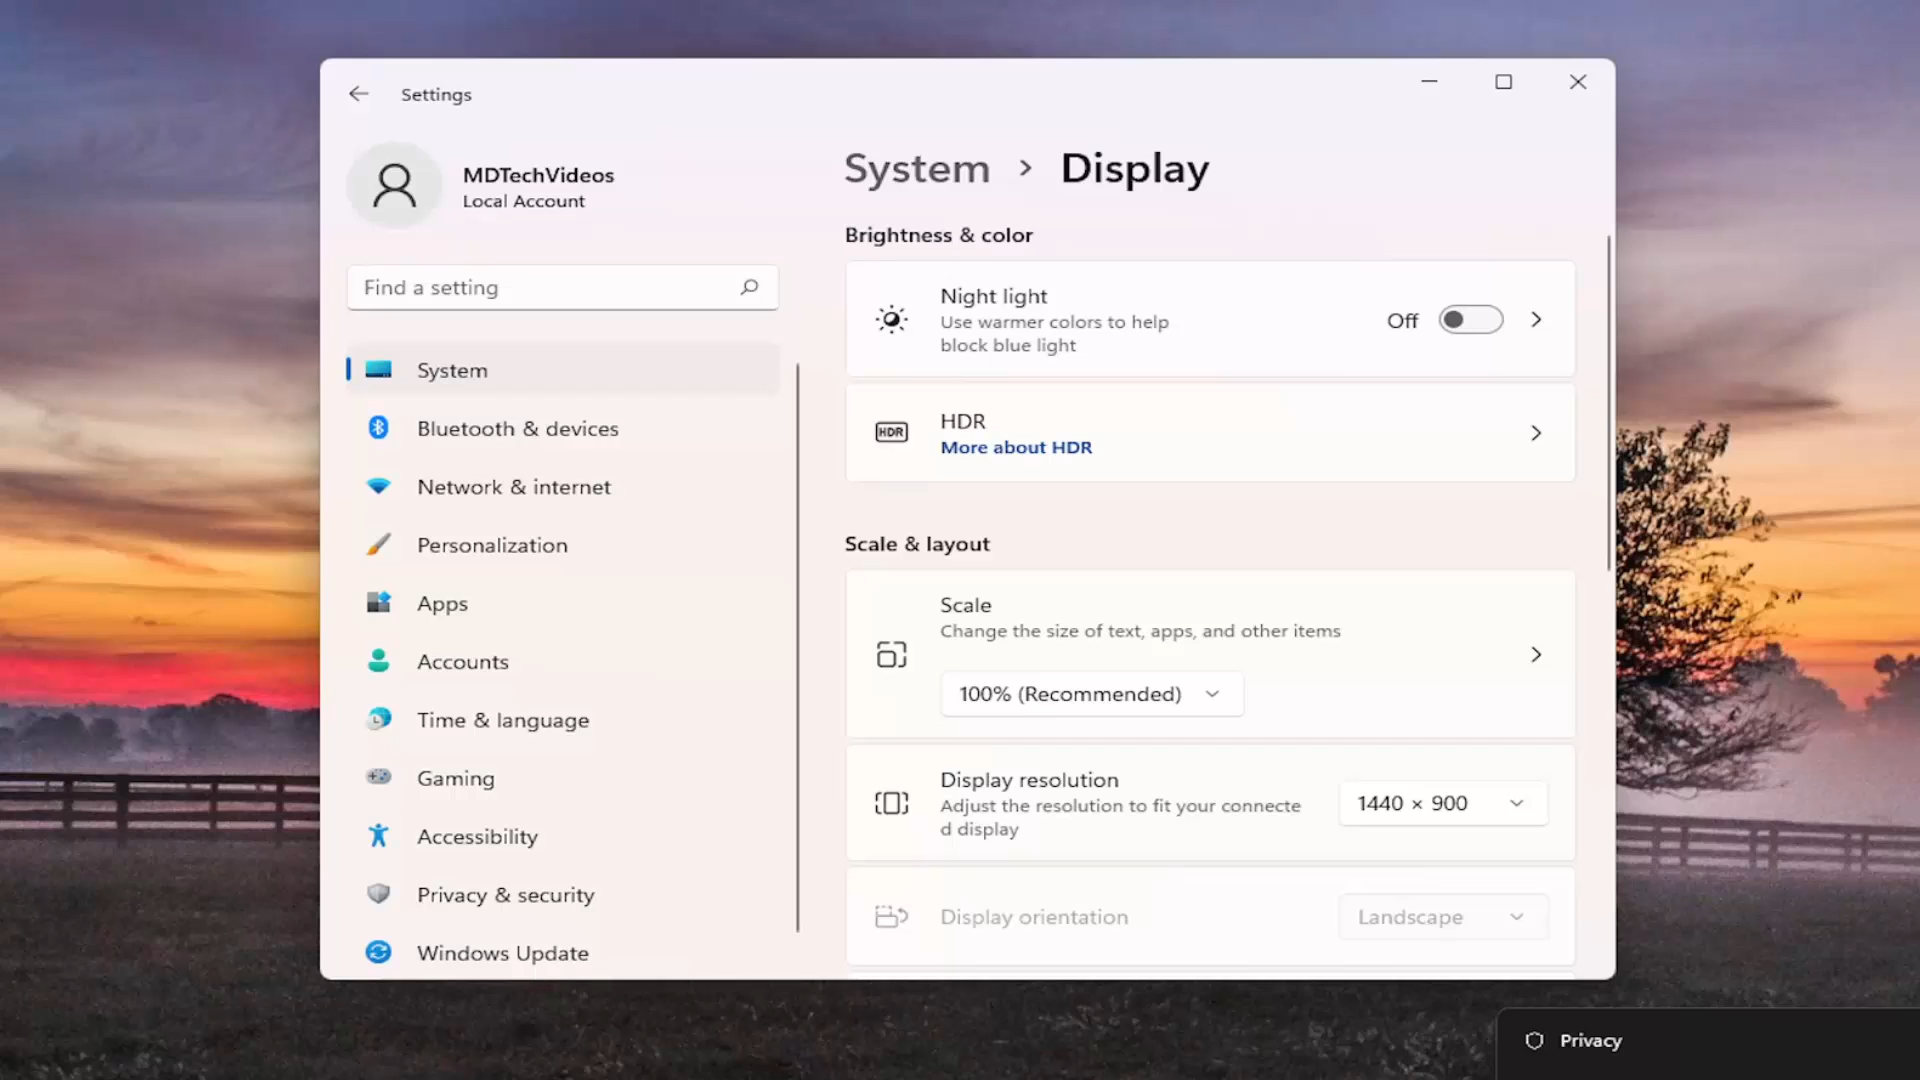 Settings
MDTechVideos
Local Account
Find a setting
System
Bluetooth & devices
Network & internet
Personalization
Apps
Accounts
Time & language
Gaming
Accessibility
Privacy & security
Windows Update
System > Display
Brightness & color
Night light
Use warmer colors to help
block blue light
Off
HDR
HDR
More about HDR
Scale & layout
Scale
Change the size of text, apps, and other items
100% (Recommended)
Display resolution
Adjust the resolution to fit your connecte
d display
1440 × 900
Display orientation
Landscape
Privacy